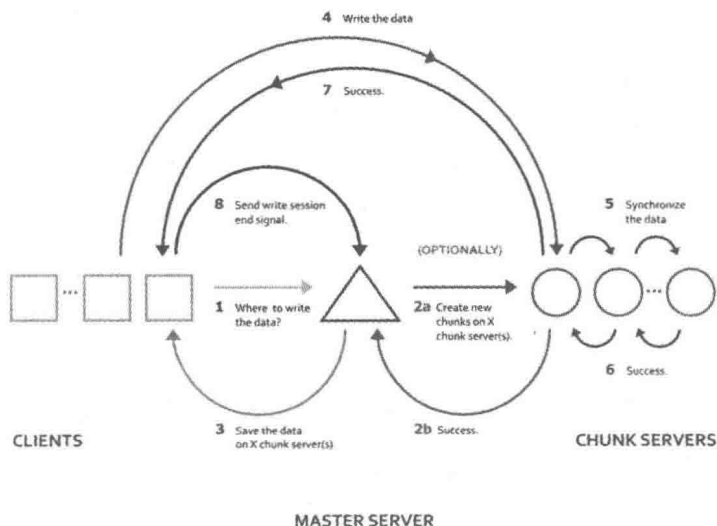 4 Write the data
7 Success.
8 Send write session
end signal.
5 Synchronize
the data
(OPTIONALLY)
... ...
1 Where to write
the data?
2a Create new
chunks on X
chunk server(s).
6 Success.
3 Save the data
on X chunk server(s)
2b Success.
CLIENTS
CHUNK SERVERS
MASTER SERVER